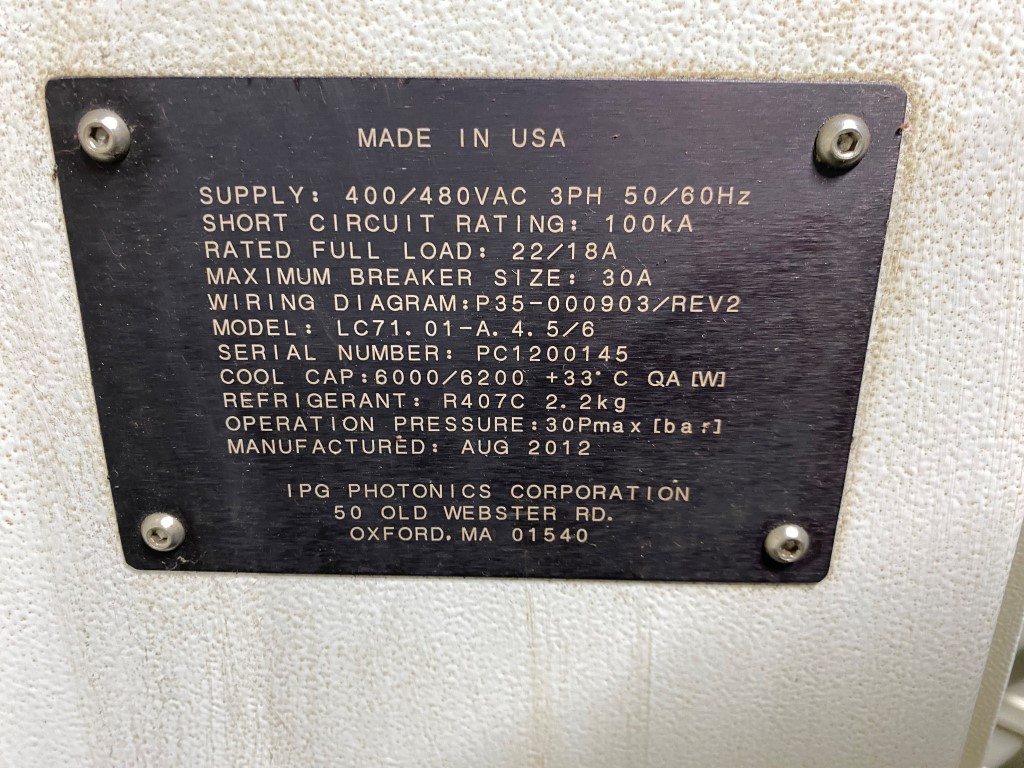 MADE IN USA
SUPPLY: 400/480VAC 3PH 50/60Hz
SHORT CIRCUIT RATING: 100kA
RATED FULL LOAD: 22/18A
MAXIMUM BREAKER SIZE: 30A
WIRING DIAGRAM:P35-000903/REV2
MODEL: LC71.01-A.4.5/6
SERIAL NUMBER: PC1200145
COOL CAP:6000/6200 +33°C QA[W]
REFRIGERANT: R407C 2.2kg
OPERATION PRESSURE:30Pmax[bar]
MANUFACTURED: AUG 2012
IPG PHOTONICS CORPORATION
50 OLD WEBSTER RD.
OXFORD.MA 01540